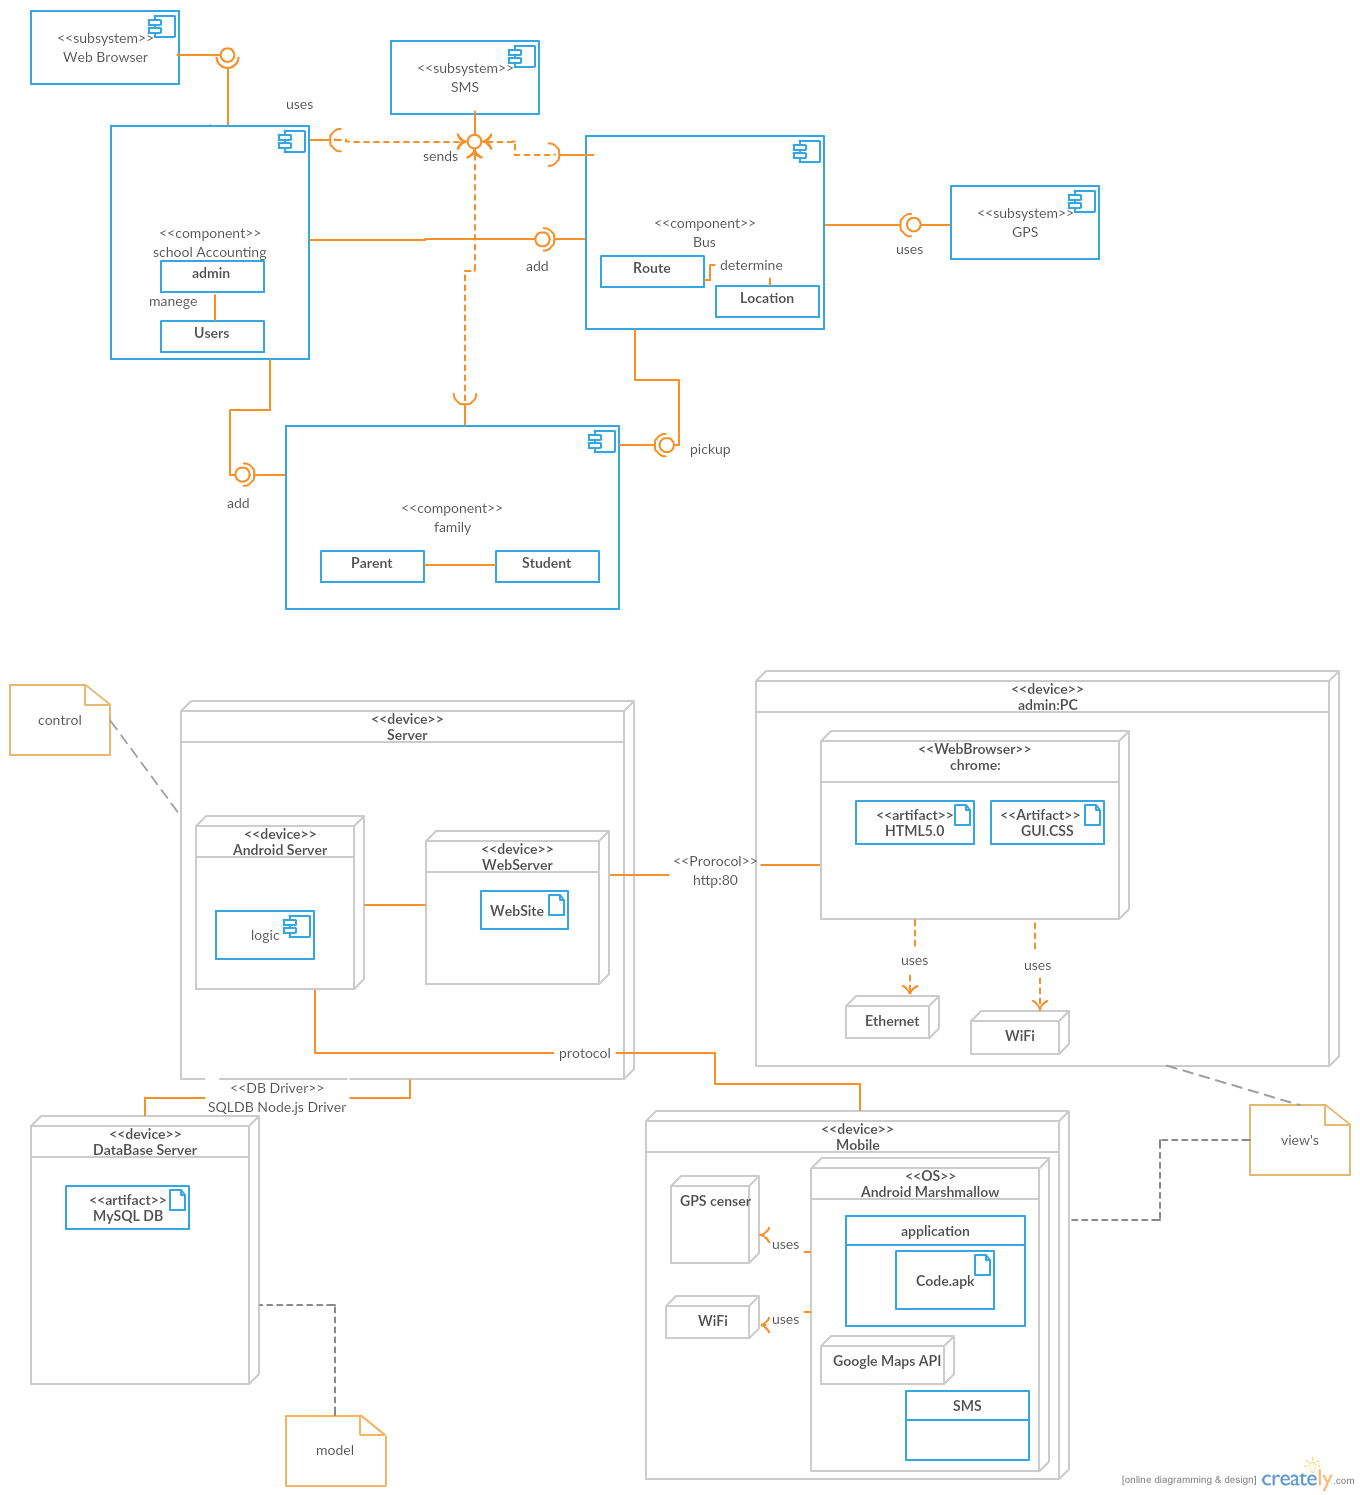 <<subsystem>>
Web Browser
<<subsystem>>
SMS
uses
sends
<<component>>
school Accounting
admin
manege
Users
<<component>>
Bus
Route
determine
Location
<<subsystem>>
GPS
uses
add
add
pickup
<<component>>
family
Parent
Student
control
<<device>>
Server
<<device>>
Android Server
logic
<<device>>
WebServer
WebSite
<<Prorocol>>
http:80
<<device>>
admin:PC
<<WebBrowser>>
chrome:
<<artifact>>
HTML5.0
<<Artifact>>
GUI.CSS
uses
uses
Ethernet
WiFi
protocol
<<DB Driver>>
SQLDB Node.js Driver
<<device>>
DataBase Server
<<artifact>>
MySQL DB
model
view's
<<device>>
Mobile
GPS censer
uses
WiFi
uses
<<OS>>
Android Marshmallow
application
Code.apk
Google Maps API
SMS
[online diagramming & design] creately.com